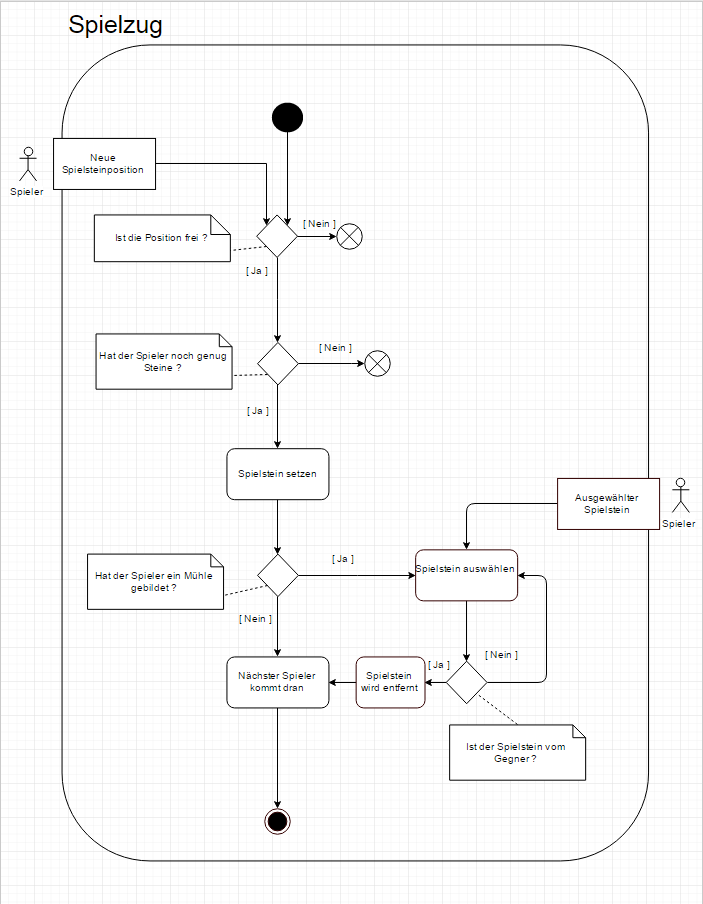 Spielzug
Neue
Spielsteinposition
Spieler
Ist die Position frei ?
[ Nein ]
[ Ja ]
Hat der Spieler noch genug
Steine ?
[ Nein ]
[ Ja ]
Spielstein setzen
Ausgewählter
Spielstein
Spieler
Hat der Spieler ein Mühle
gebildet ?
[ Ja ]
Spielstein auswählen
[ Nein ]
Nächster Spieler
kommt dran
Spielstein
wird entfernt
[ Ja ]
[ Nein ]
Ist der Spielstein vom
Gegner ?